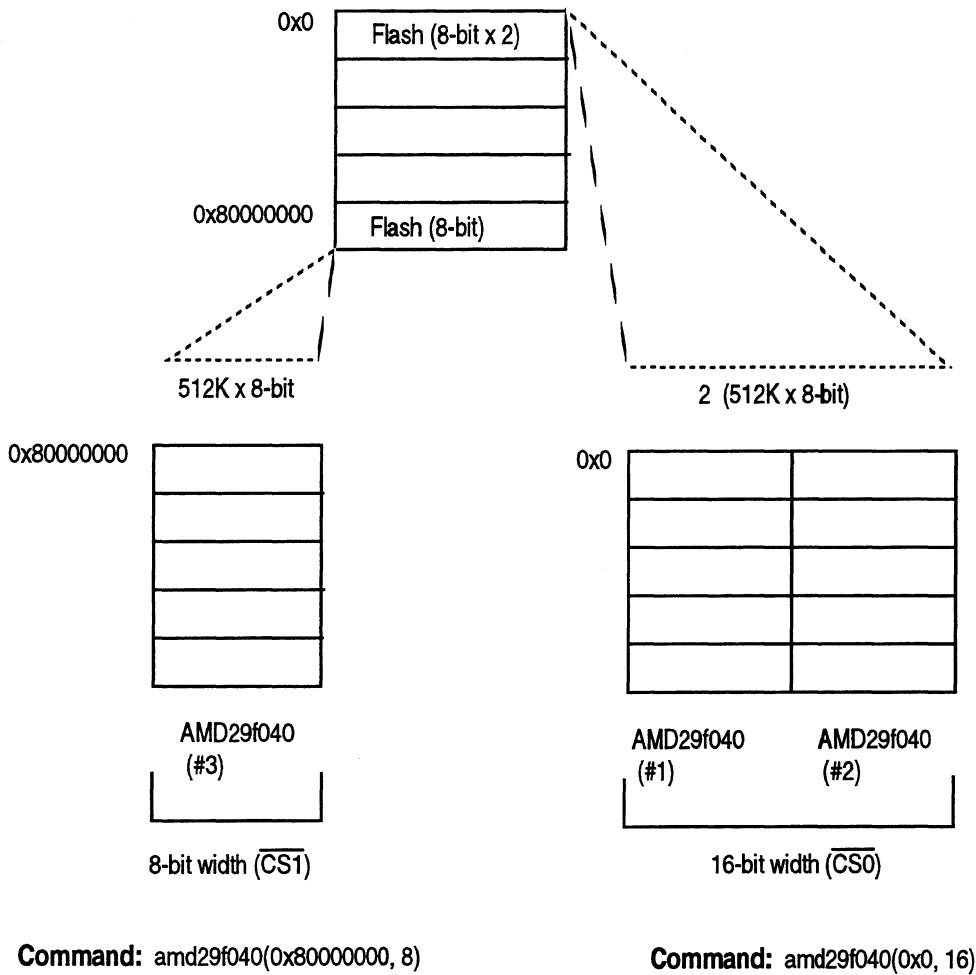 0x0
Flash (8-bit x 2)
0x80000000
Flash (8-bit)
512K x 8-bit
2 (512K x 8-bit)
0x80000000
0x0
AMD29f040
(#3)
AMD29f040
(#1)
AMD29f040
(#2)
8-bit width (CS1)
16-bit width (CS0)
Command: amd29f040(0x80000000, 8)
Command: amd29f040(0x0, 16)